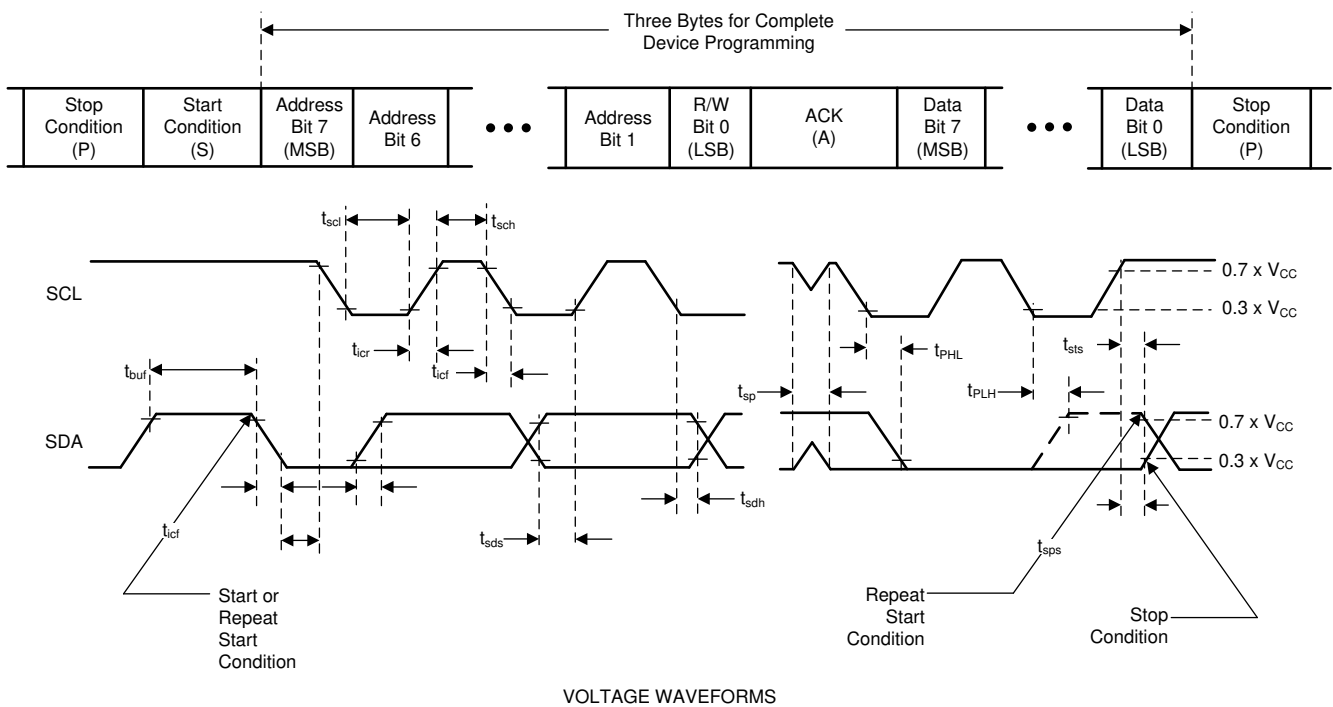 Three Bytes for Complete
Device Programming
Stop
Condition
(P)
Start
Condition
(S)
Address
Bit 7
(MSB)
Address
Bit 6
•••
Address
Bit 1
R/W
Bit 0
(LSB)
ACK
(A)
Data
Bit 7
(MSB)
•••
Data
Bit 0
(LSB)
Stop
Condition
(P)
tscl
tsch
SCL
0.7 x VCC
0.3 x VCC
ticr
ticf
tPHL
tsts
tbuf
tsp
tPLH
SDA
0.7 x VCC
0.3 x VCC
ticf
tsds
tsdh
tsps
Start or
Repeat
Start
Condition
Repeat
Start
Condition
Stop
Condition
VOLTAGE WAVEFORMS